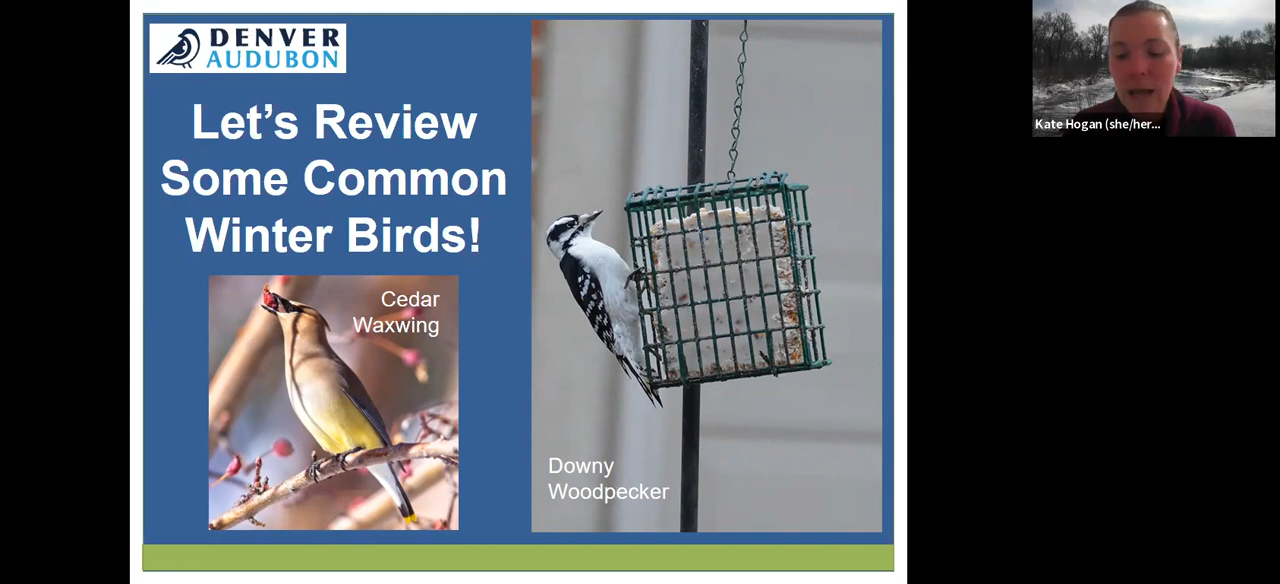 DENVER
AUDUBON
Let's Review
Some Common
Winter Birds!
Cedar
Waxwing
Downy
Woodpecker
Kate Hogan (she/her...